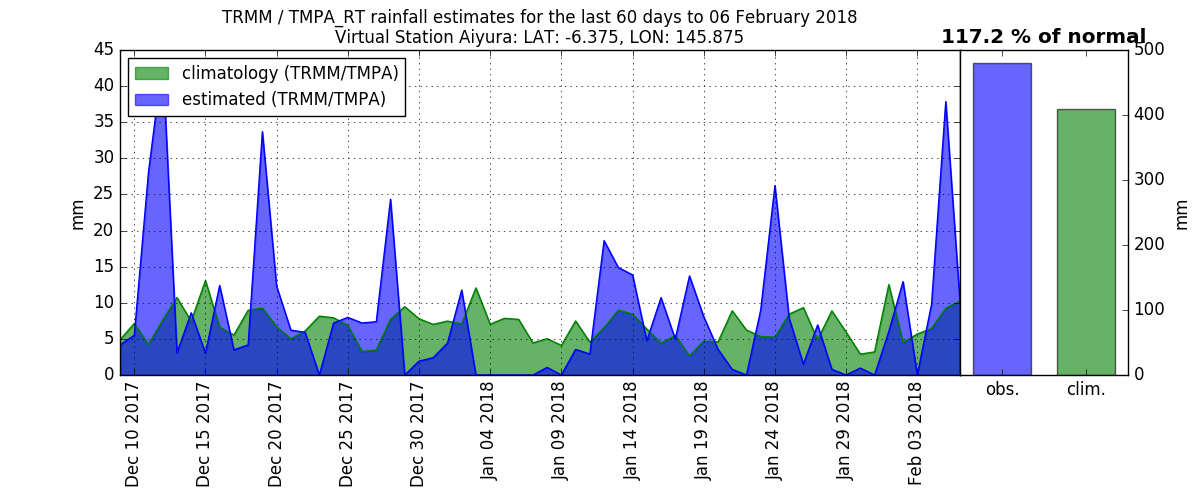 TRMM / TMPA_RT rainfall estimates for the last 60 days to 06 February 2018
Virtual Station Aiyura: LAT: -6.375, LON: 145.875
117.2 % of normal
climatology (TRMM/TMPA)
estimated (TRMM/TMPA)
mm
45
40
35
30
25
20
15
10
5
0
Dec 10 2017
Dec 15 2017
Dec 20 2017
Dec 25 2017
Dec 30 2017
Jan 04 2018
Jan 09 2018
Jan 14 2018
Jan 19 2018
Jan 24 2018
Jan 29 2018
Feb 03 2018
obs.
clim.
500
400
300
200
100
0
mm